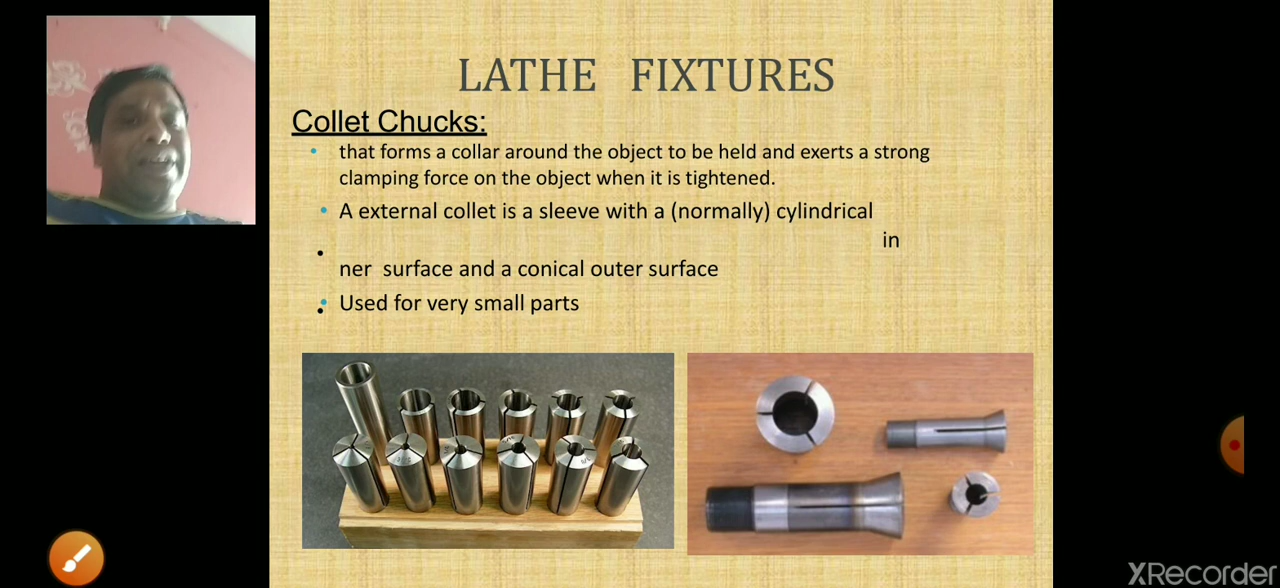 LATHE FIXTURES
Collet Chucks:
• that forms a collar around the object to be held and exerts a strong
clamping force on the object when it is tightened.
• A external collet is a sleeve with a (normally) cylindrical
in
• ner surface and a conical outer surface
• Used for very small parts
XRecorder